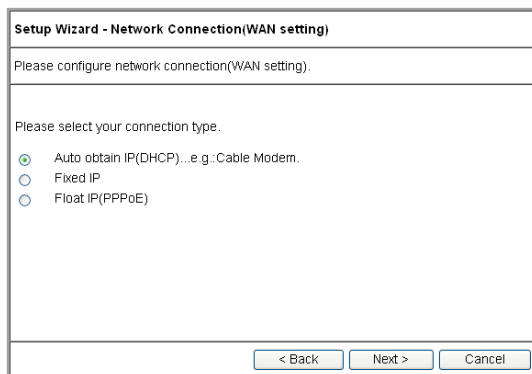 Setup Wizard - Network Connection(WAN setting)
Please configure network connection(WAN setting).
Please select your connection type.
Auto obtain IP(DHCP)...e.g.:Cable Modem.
Fixed IP
Float IP(PPPoE)
< Back Next > Cancel